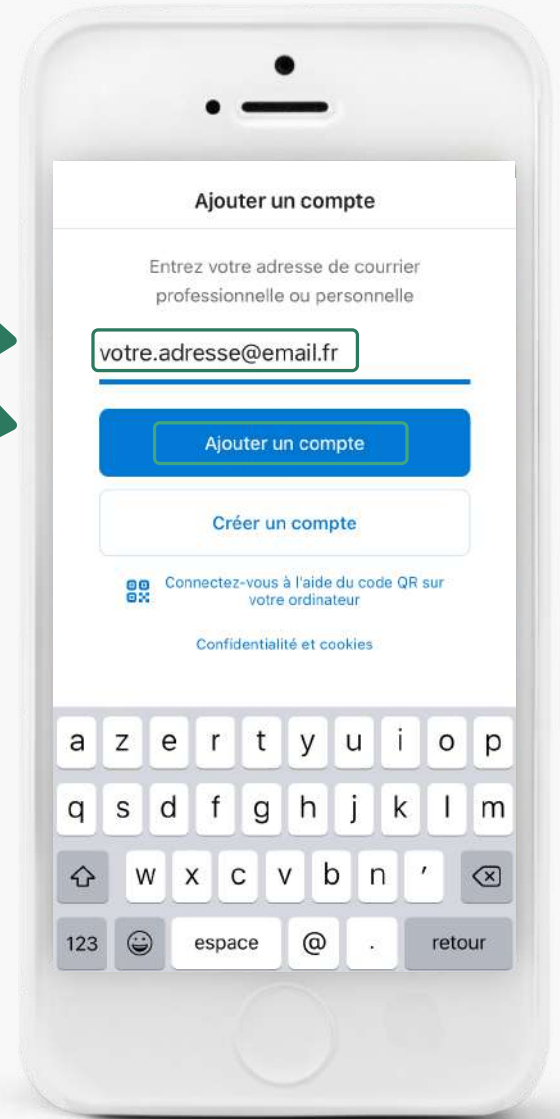 Ajouter un compte
Entrez votre adresse de courrier
professionnelle ou personnelle
votre.adresse@email.fr
Ajouter un compte
Créer un compte
Connectez-vous à l'aide du code QR sur
votre ordinateur
Confidentialité et cookies
a z e r t y u i o p
q s d f g h j k l m
w x c v b n '
123 espace @ . retour